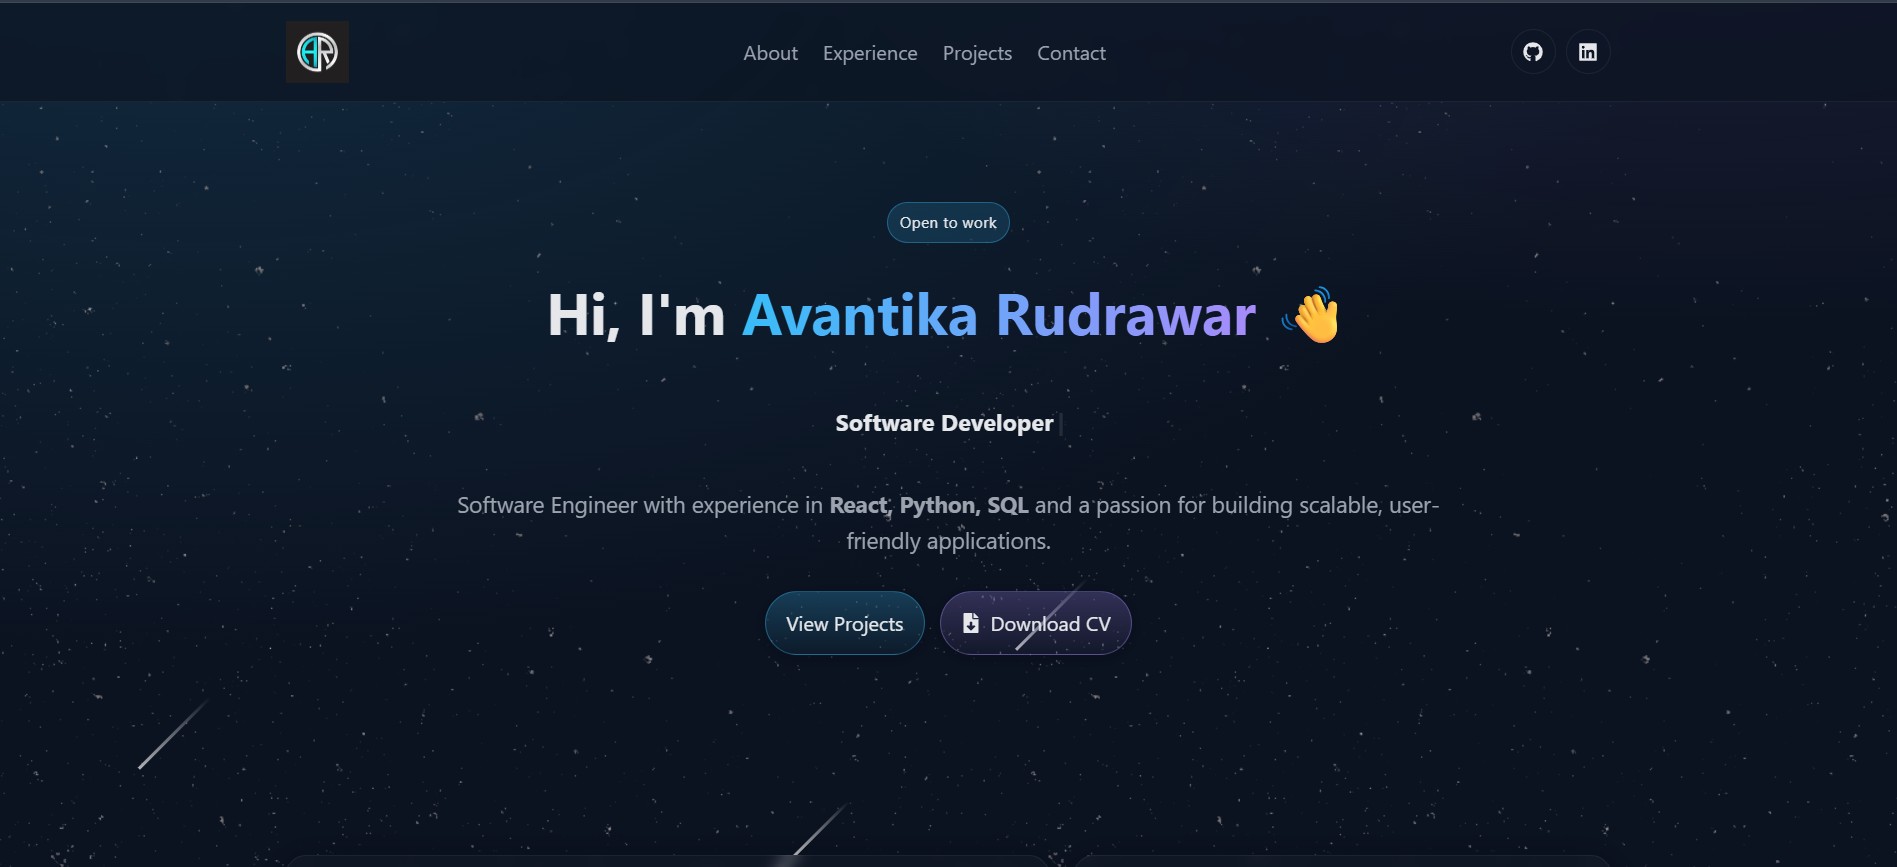 AR
About Experience Projects Contact
Open to work
Hi, I'm Avantika Rudrawar 👋
Software Developer
Software Engineer with experience in React, Python, SQL and a passion for building scalable, user-
friendly applications.
View Projects Download CV